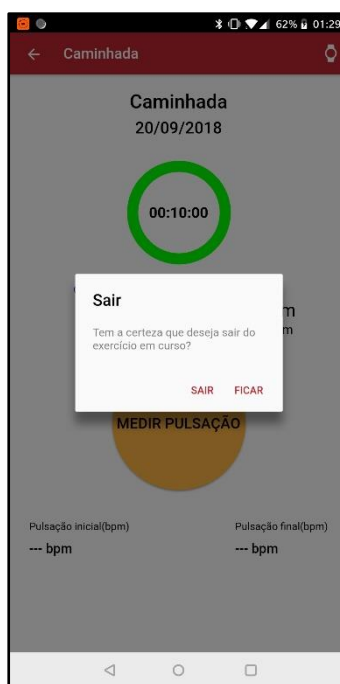 62% 01:29
Caminhada
Caminhada
20/09/2018
00:10:00
Sair
Tem a certeza que deseja sair do
exercício em curso?
SAIR FICAR
m
m
MEDIR PULSAÇÃO
Pulsação inicial(bpm) Pulsação final(bpm)
--- bpm --- bpm